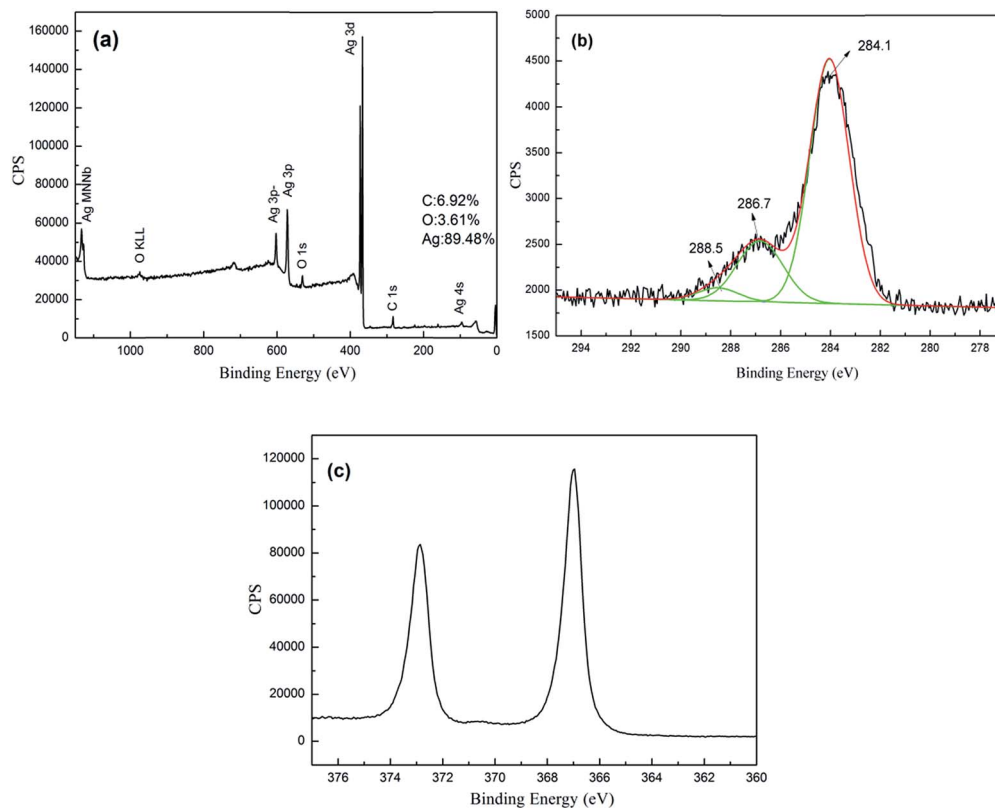 (a)
160000
140000
120000
100000
80000
60000
40000
20000
0
CPS
Ag MNNb
O KLL
Ag 3p-
Ag 3p
O 1s
Ag 3d
C 1s
Ag 4s
C:6.92%
O:3.61%
Ag:89.48%
1000 800 600 400 200 0
Binding Energy (eV)
(b)
5000
4500
4000
3500
3000
2500
2000
1500
CPS
284.1
286.7
288.5
294 292 290 288 286 284 282 280 278
Binding Energy (eV)
(c)
120000
100000
80000
60000
40000
20000
0
CPS
376 374 372 370 368 366 364 362 360
Binding Energy (eV)